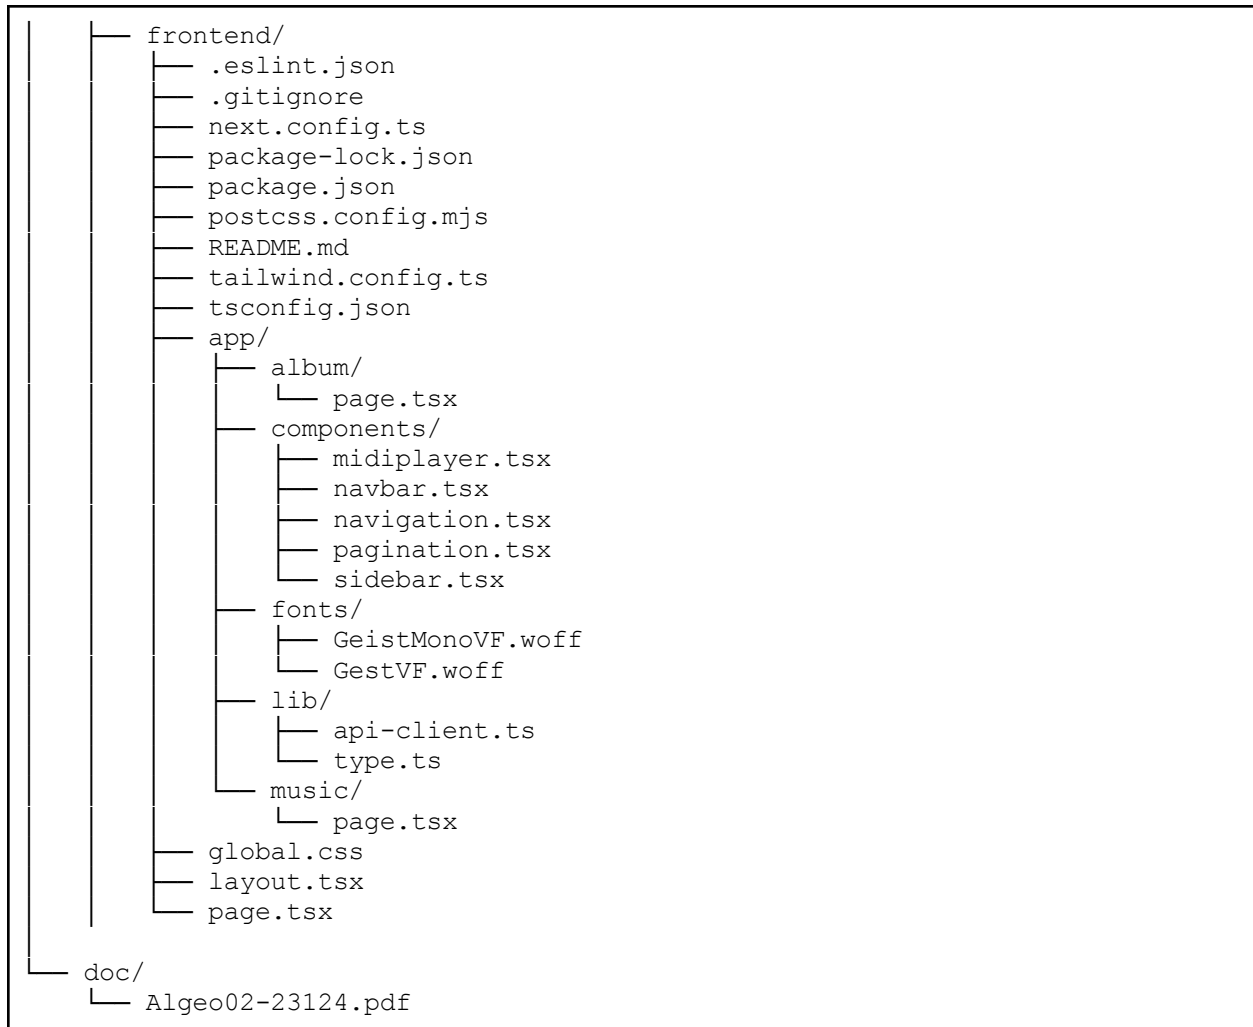 │   ├── frontend/
│   │   ├── .eslint.json
│   │   ├── .gitignore
│   │   ├── next.config.ts
│   │   ├── package-lock.json
│   │   ├── package.json
│   │   ├── postcss.config.mjs
│   │   ├── README.md
│   │   ├── tailwind.config.ts
│   │   ├── tsconfig.json
│   │   ├── app/
│   │   │   ├── album/
│   │   │   │   └── page.tsx
│   │   │   ├── components/
│   │   │   │   ├── midiplayer.tsx
│   │   │   │   ├── navbar.tsx
│   │   │   │   ├── navigation.tsx
│   │   │   │   ├── pagination.tsx
│   │   │   │   └── sidebar.tsx
│   │   │   ├── fonts/
│   │   │   │   ├── GeistMonoVF.woff
│   │   │   │   └── GestVF.woff
│   │   │   ├── lib/
│   │   │   │   ├── api-client.ts
│   │   │   │   └── type.ts
│   │   │   └── music/
│   │   │       └── page.tsx
│   │   ├── global.css
│   │   ├── layout.tsx
│   │   └── page.tsx
│
└── doc/
    └── Algeo02-23124.pdf